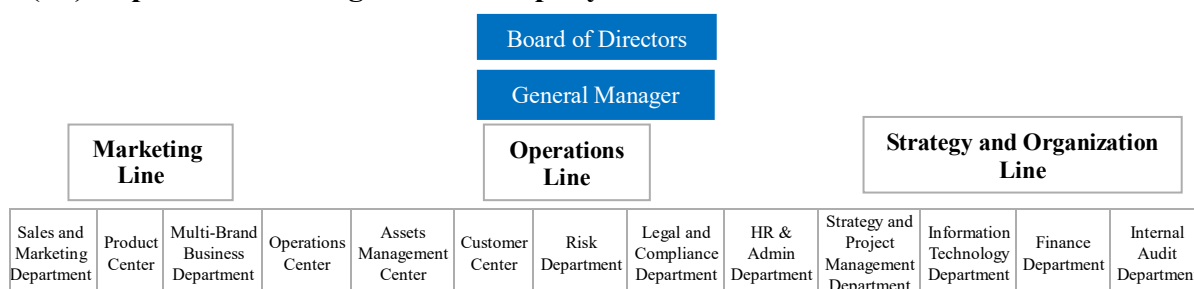 Board of Directors
General Manager
Marketing
Line
Operations
Line
Strategy and Organization
Line
Sales and
Marketing
Department
Product
Center
Multi-Brand
Business
Department
Operations
Center
Assets
Management
Center
Customer
Center
Risk
Department
Legal and
Compliance
Department
HR &
Admin
Department
Strategy and
Project
Management
Department
Information
Technology
Department
Finance
Department
Internal
Audit
Department